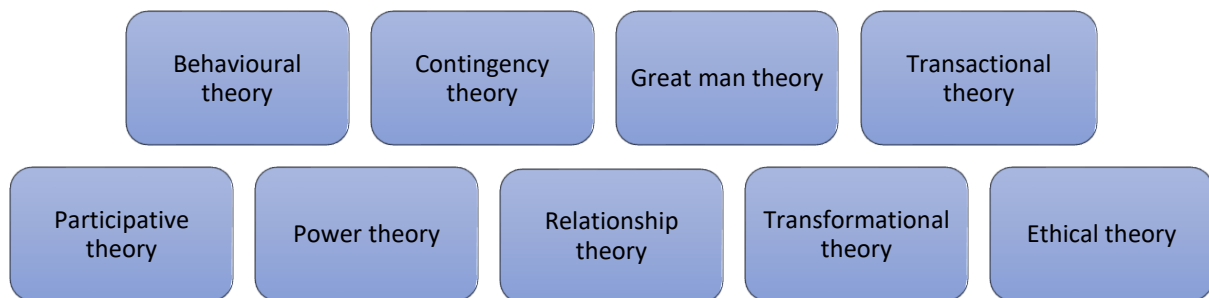 Behavioural
theory
Contingency
theory
Great man theory
Transactional
theory
Participative
theory
Power theory
Relationship
theory
Transformational
theory
Ethical theory